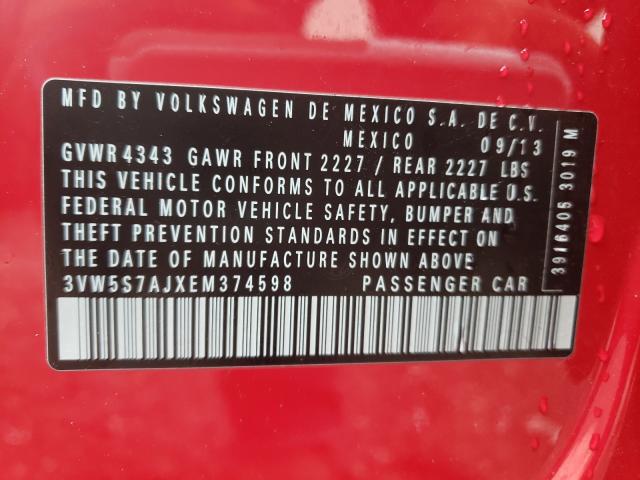 MFD BY VOLKSWAGEN DE MEXICO S.A. DE C.V.
MEXICO 09/13
GVWR 4343 GAWR FRONT 2227 / REAR 2227 LBS
THIS VEHICLE CONFORMS TO ALL APPLICABLE U.S.
FEDERAL MOTOR VEHICLE SAFETY, BUMPER AND
THEFT PREVENTION STANDARDS IN EFFECT ON
THE DATE OF MANUFACTURE SHOWN ABOVE
3VW5S7AJXEM374598 PASSENGER CAR
3916406 3019 M